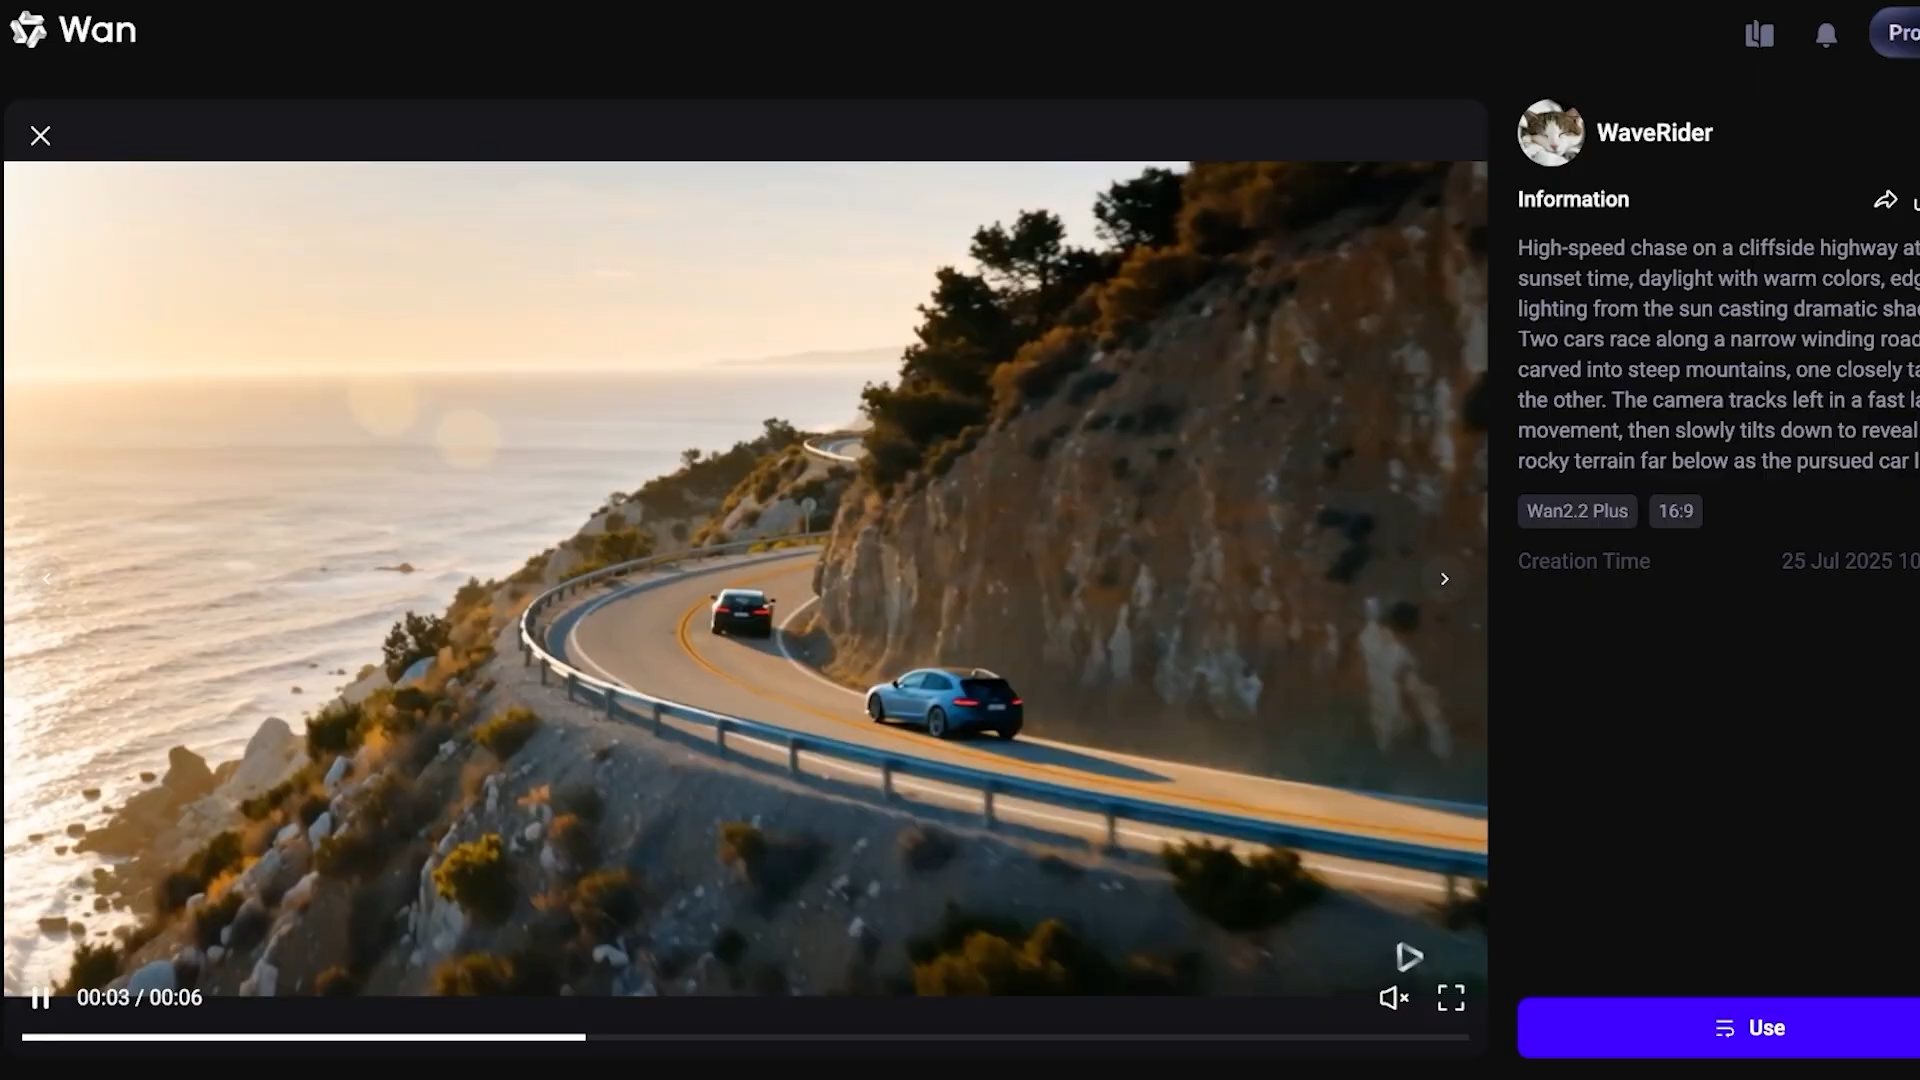 Wan
Pro
WaveRider
Information
High-speed chase on a cliffside highway at
sunset time, daylight with warm colors,
lighting from the sun casting dramatic
Two cars race along a narrow winding road
carved into steep mountains, one closely
the other. The camera tracks left in a fast
movement, then slowly tilts down to reveal
rocky terrain far below as the pursued car
Wan2.2 Plus
16:9
Creation Time
25 Jul 2025 10
00:03 / 00:06
Use